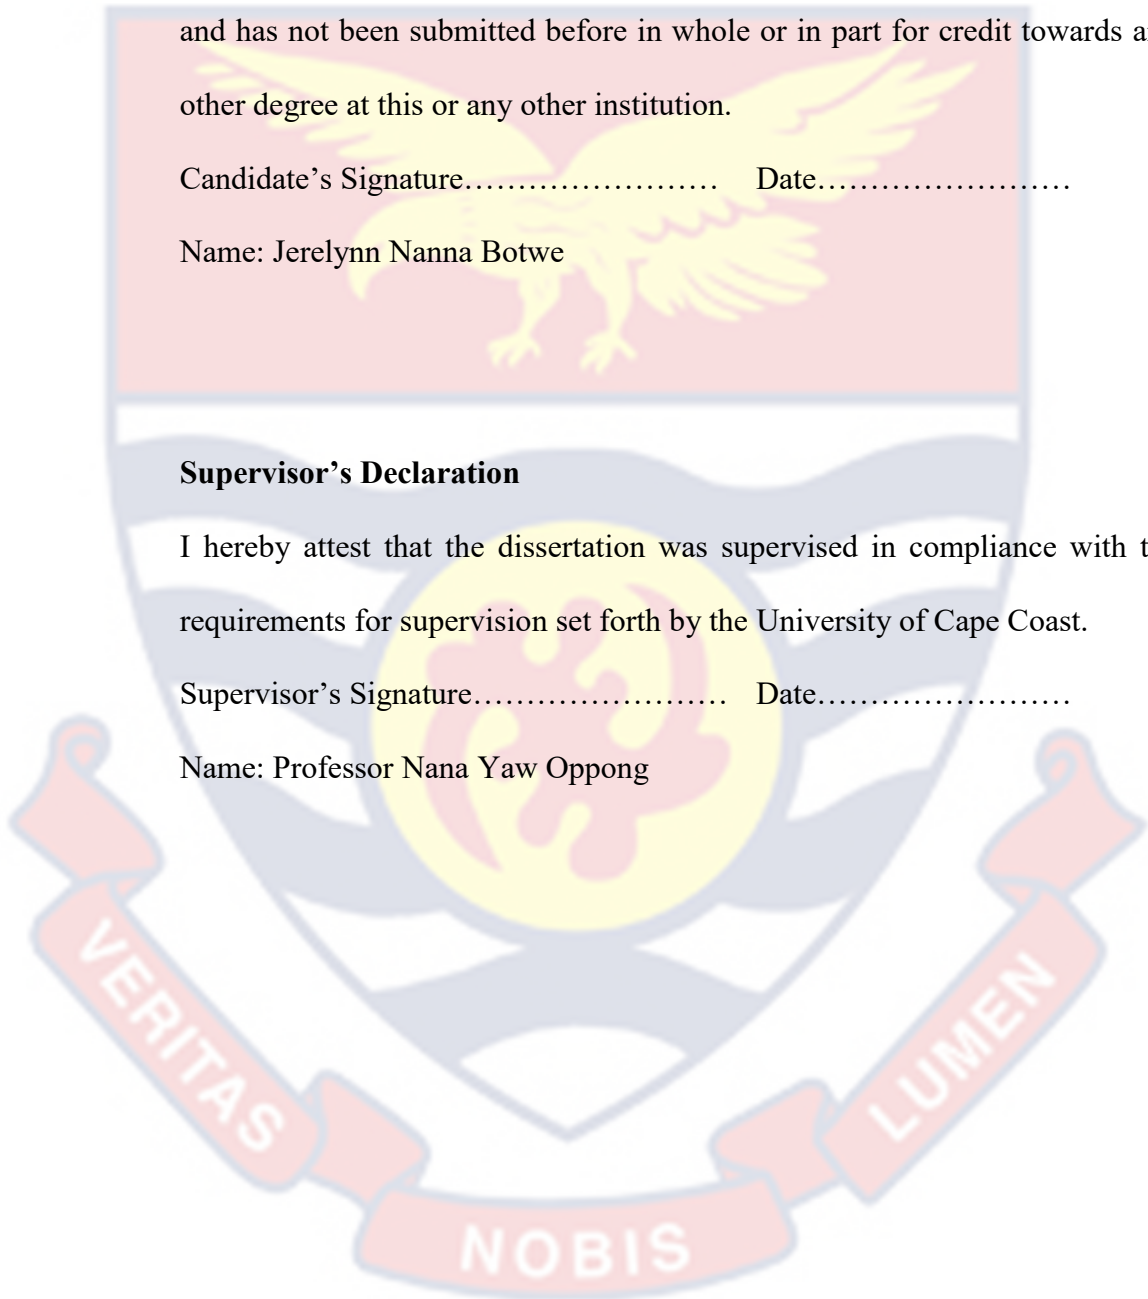 and has not been submitted before in whole or in part for credit towards
other degree at this or any other institution.
Candidate’s Signature…………………… Date……………………
Name: Jerelynn Nanna Botwe
Supervisor’s Declaration
I hereby attest that the dissertation was supervised in compliance with
requirements for supervision set forth by the University of Cape Coast.
Supervisor’s Signature…………………… Date……………………
Name: Professor Nana Yaw Oppong
VERITAS
NOBIS
LUMEN